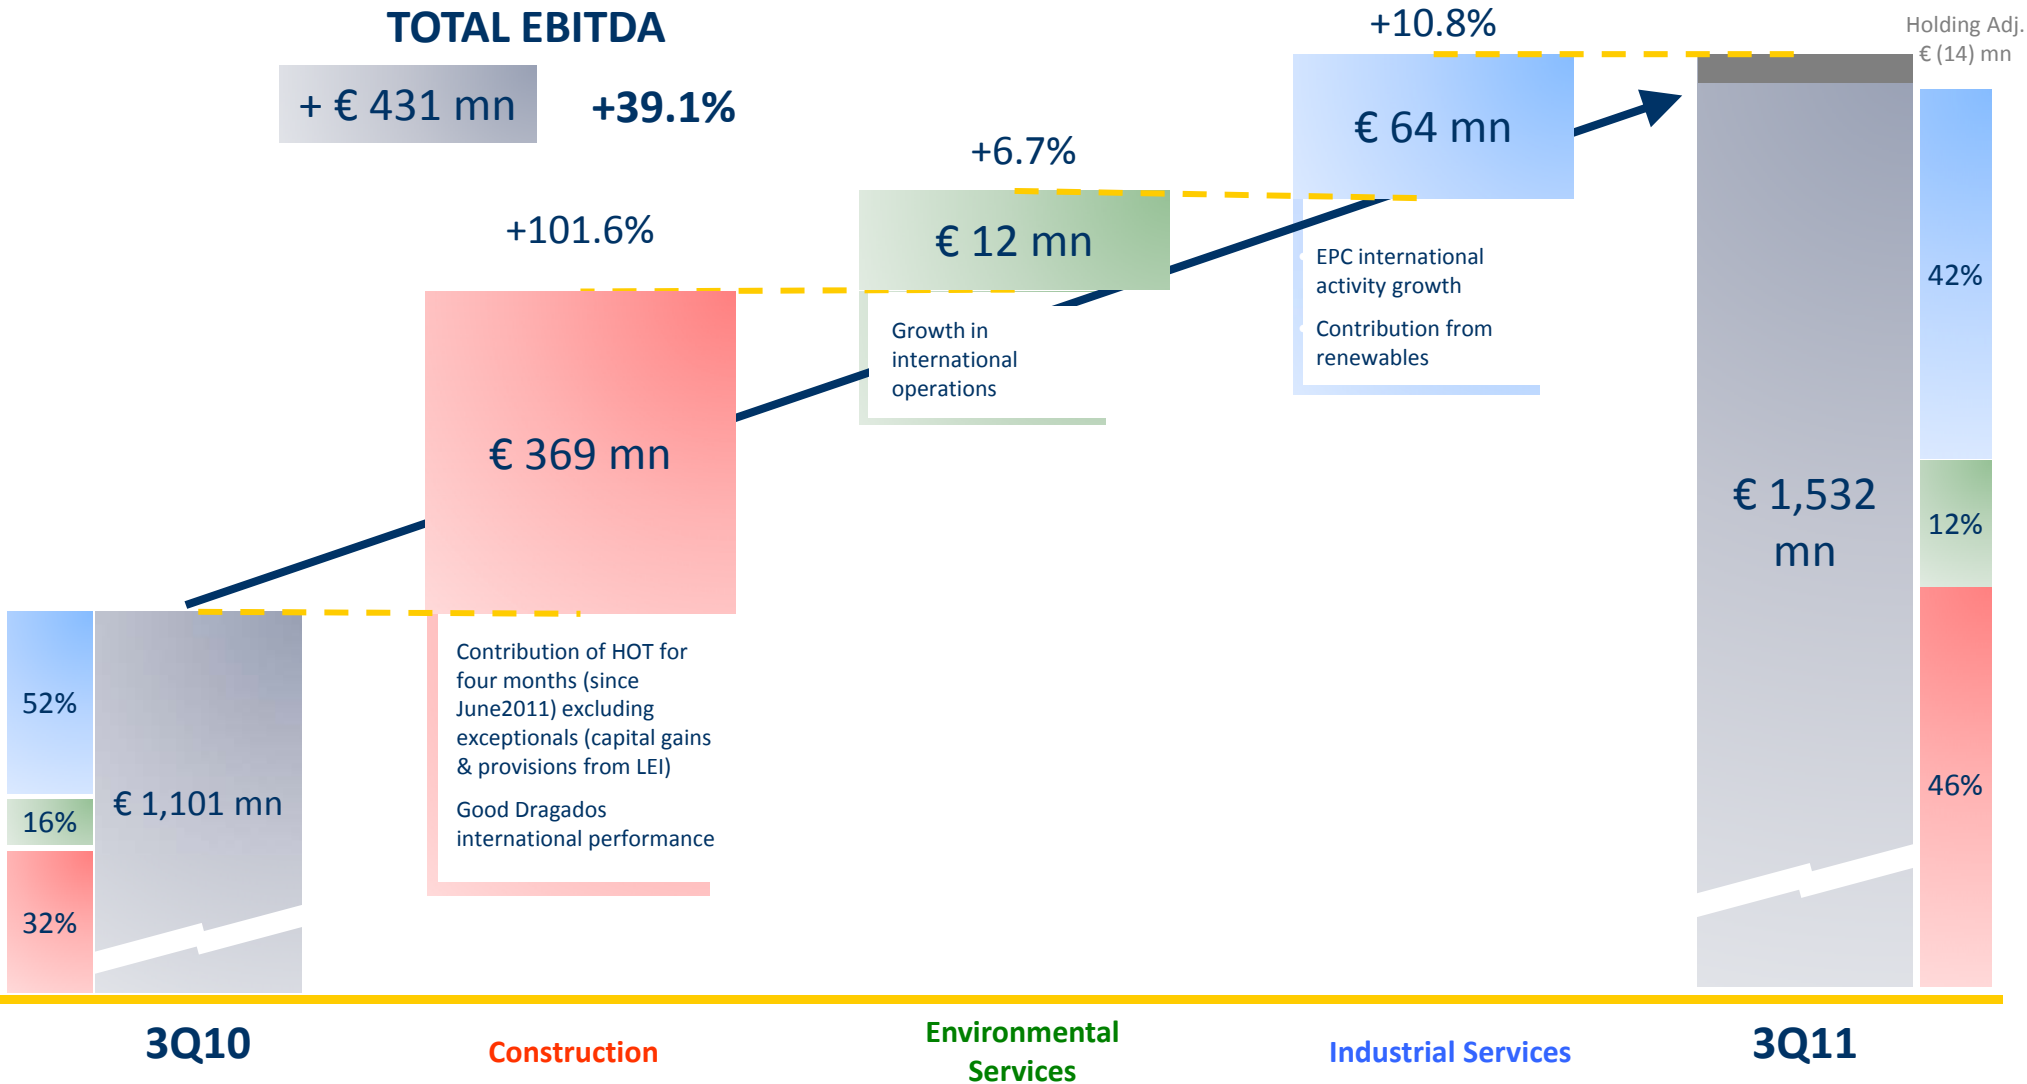 TOTAL EBITDA
+ € 431 mn
+39.1%
+10.8%
Holding Adj.
€ (14) mn
€ 64 mn
+6.7%
+101.6%
€ 12 mn
EPC international
activity growth
Contribution from
renewables
42%
Growth in
international
operations
€ 369 mn
€ 1,532
mn
12%
Contribution of HOT for
four months (since
June2011) excluding
exceptionals (capital gains
& provisions from LEI)
Good Dragados
international performance
52%
€ 1,101 mn
16%
32%
46%
3Q10
Construction
Environmental
Services
Industrial Services
3Q11